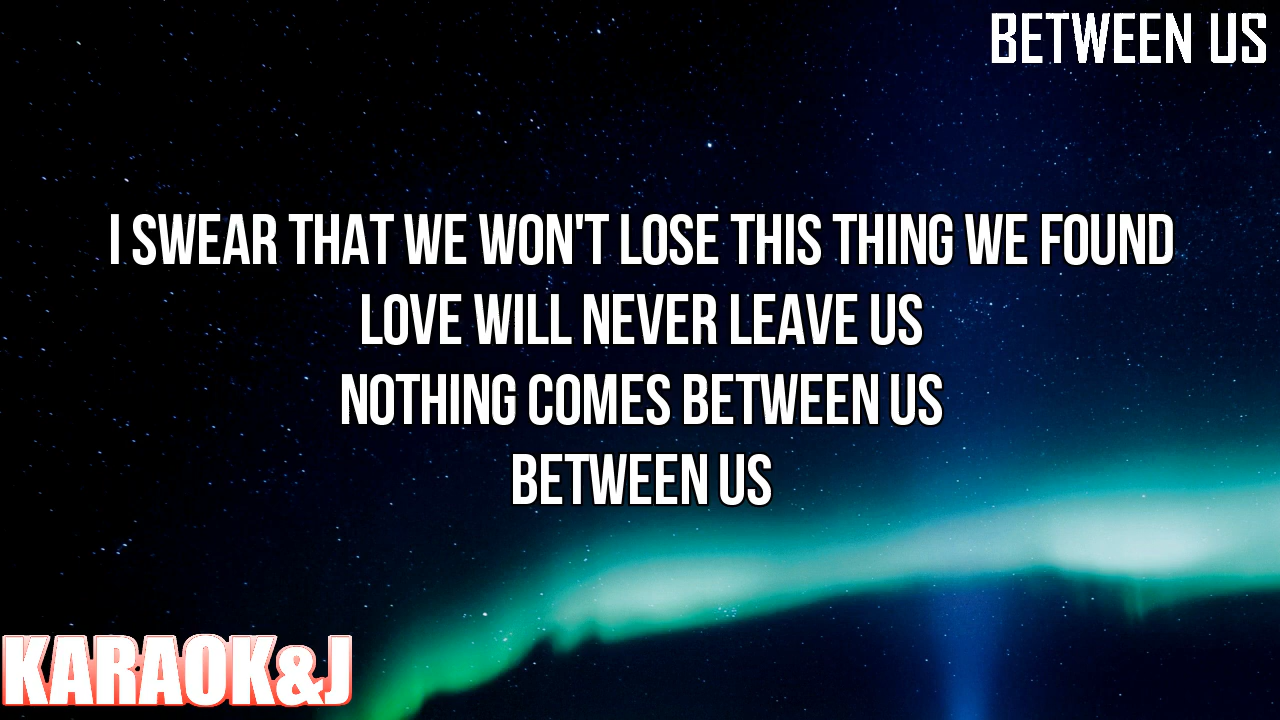 BETWEEN US
I SWEAR THAT WE WON'T LOSE THIS THING WE FOUND
LOVE WILL NEVER LEAVE US
NOTHING COMES BETWEEN US
BETWEEN US
KARAOK&J